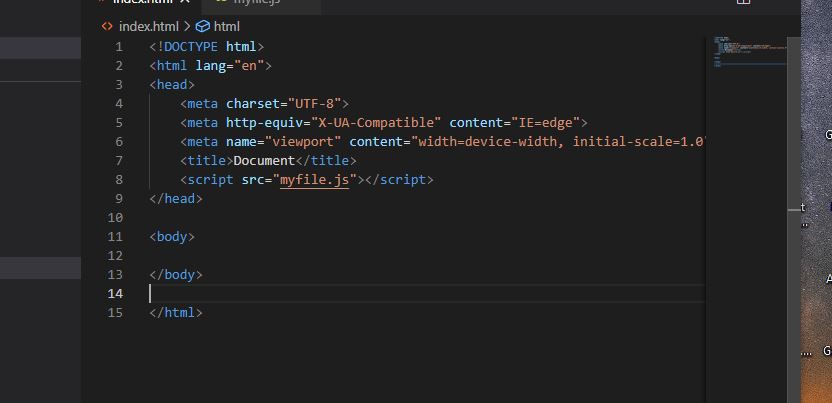 index.html myfile.js
index.html > html
1 <!DOCTYPE html>
2 <html lang="en">
3 <head>
4 <meta charset="UTF-8">
5 <meta http-equiv="X-UA-Compatible" content="IE=edge">
6 <meta name="viewport" content="width=device-width, initial-scale=1.0"
7 <title>Document</title>
8 <script src="myfile.js"></script>
9 </head>
10
11 <body>
12
13 </body>
14
15 </html>